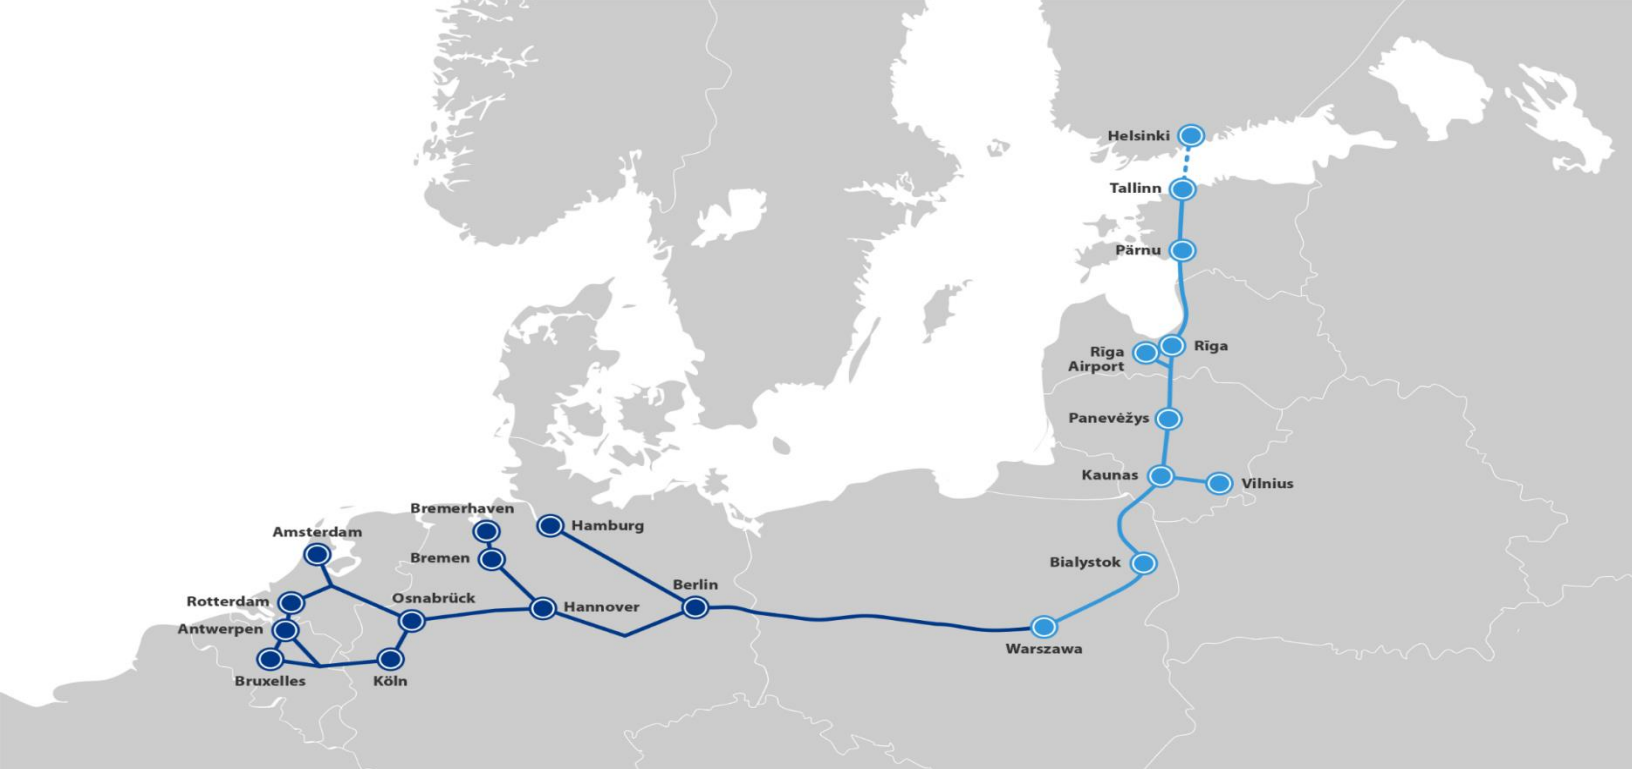 Helsinki
Tallinn
Pärnu
Rīga
Rīga
Airport
Panevėžys
Kaunas
Vilnius
Bremerhaven
Hamburg
Amsterdam
Bremen
Bialystok
Berlin
Osnabrück
Rotterdam
Hannover
Antwerpen
Warszawa
Bruxelles
Köln